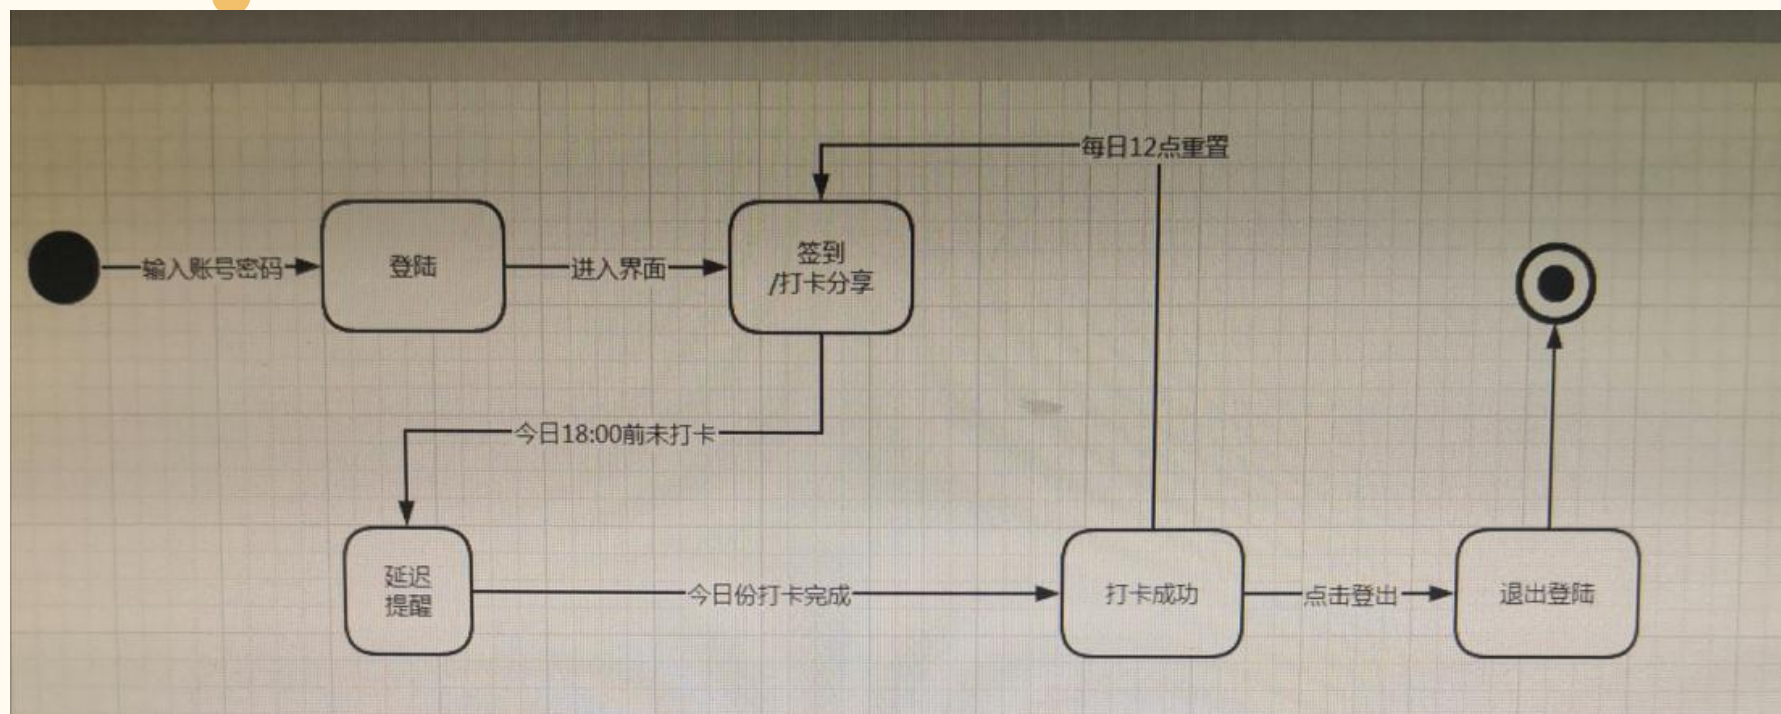 每日12点重置
输入账号密码
登陆
进入界面
签到
/打卡分享
今日18:00前未打卡
延迟
提醒
今日份打卡完成
打卡成功
点击登出
退出登陆